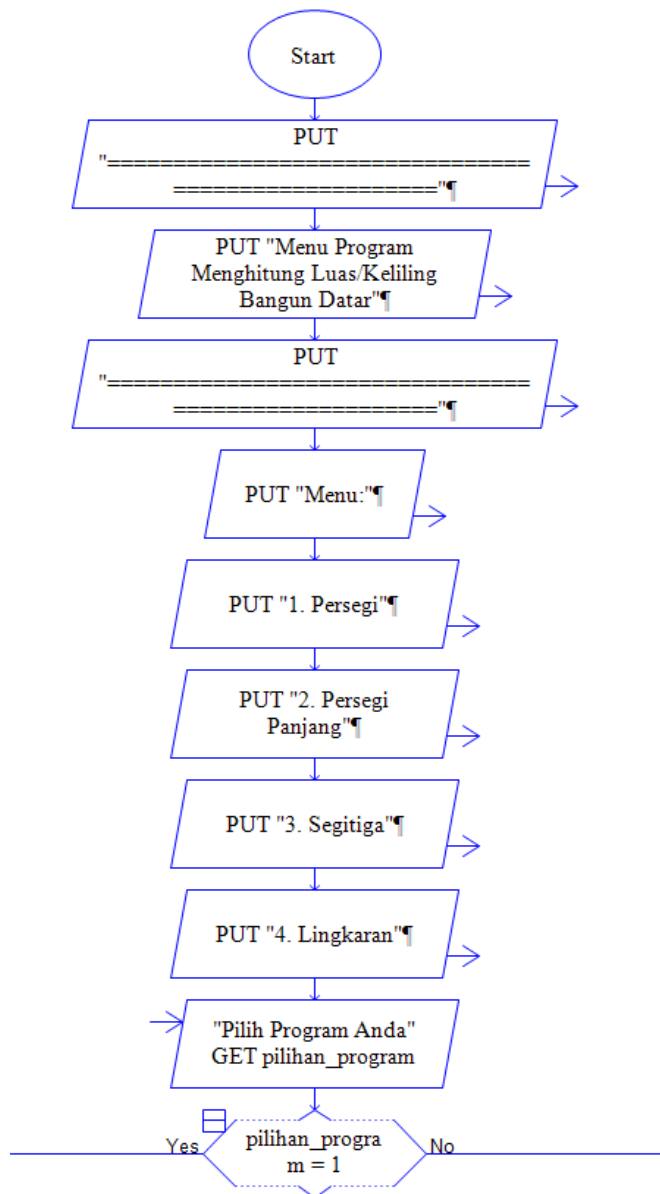 Start
PUT
"================================
===================="¶
PUT "Menu Program
Menghitung Luas/Keliling
Bangun Datar"¶
PUT
"================================
===================="¶
PUT "Menu:"¶
PUT "1. Persegi"¶
PUT "2. Persegi
Panjang"¶
PUT "3. Segitiga"¶
PUT "4. Lingkaran"¶
"Pilih Program Anda"
GET pilihan_program
Yes
pilihan_progra
m = 1
No